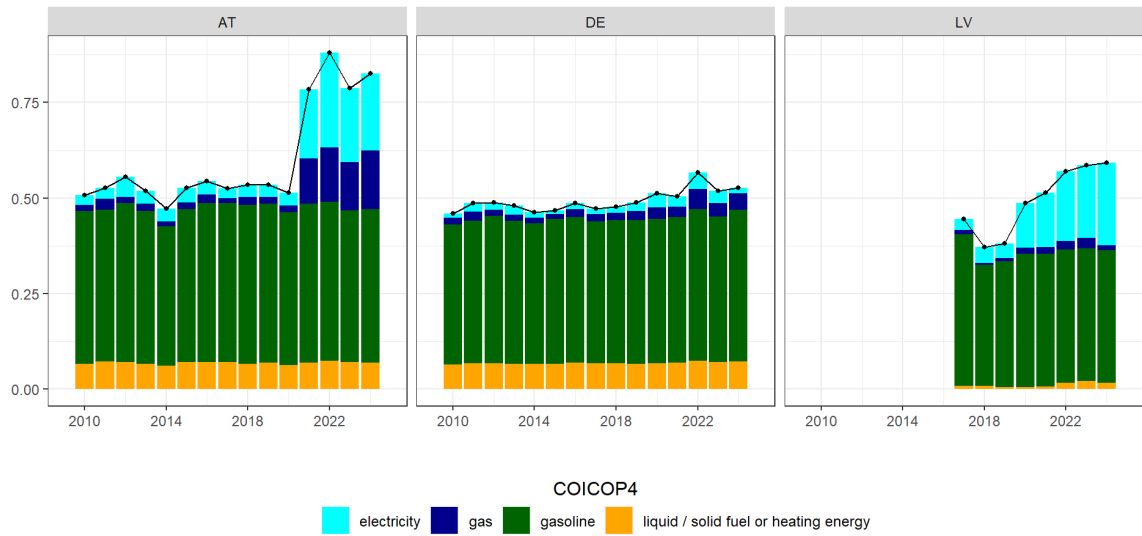 AT DE LV
0.75
0.50
0.25
0.00
2010 2014 2018 2022 2010 2014 2018 2022 2010 2014 2018 2022
COICOP4
electricity gas gasoline liquid / solid fuel or heating energy